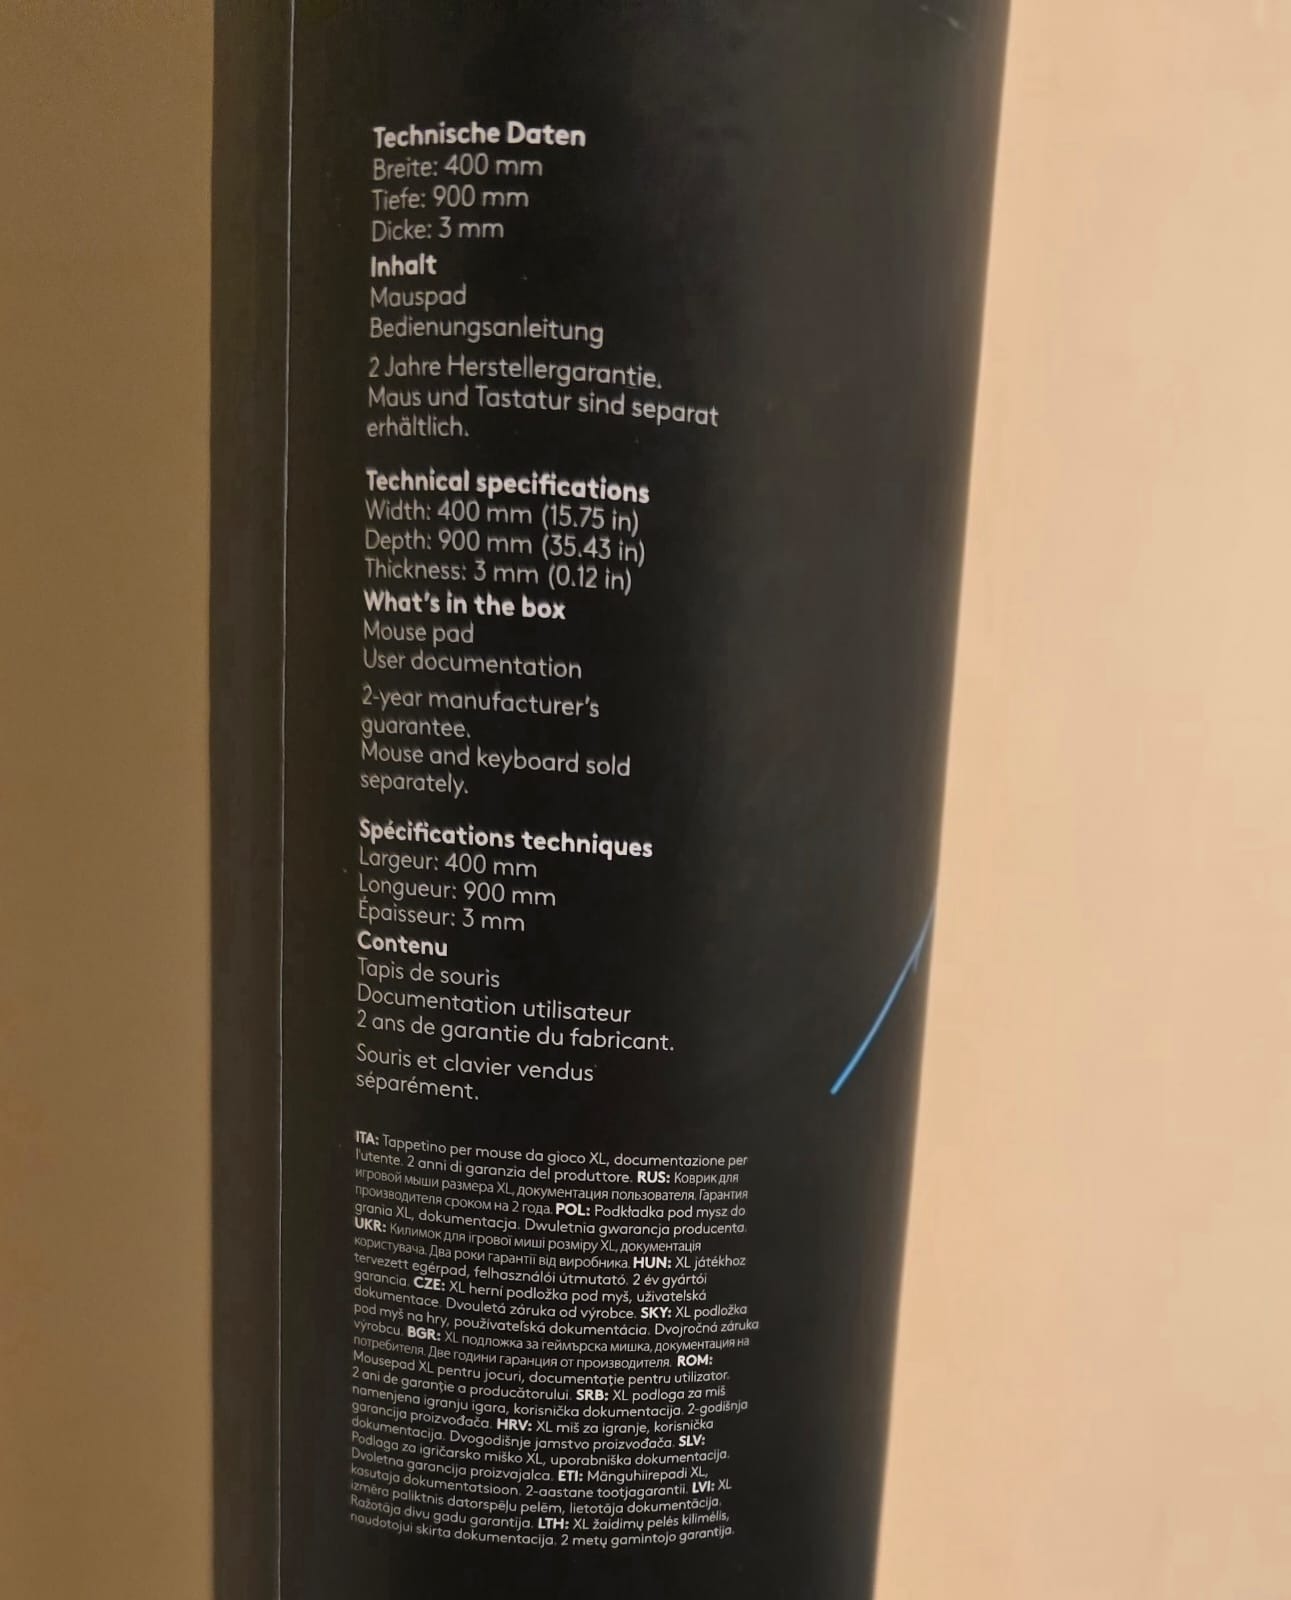 Technische Daten
Breite: 400 mm
Tiefe: 900 mm
Dicke: 3 mm
Inhalt
Mauspad
Bedienungsanleitung
2 Jahre Herstellergarantie.
Maus und Tastatur sind separat
erhältlich.
Technical specifications
Width: 400 mm (15.75 in)
Depth: 900 mm (35.43 in)
Thickness: 3 mm (0.12 in)
What's in the box
Mouse pad
User documentation
2-year manufacturer's
guarantee.
Mouse and keyboard sold
separately.
Spécifications techniques
Largeur: 400 mm
Longueur: 900 mm
Épaisseur: 3 mm
Contenu
Tapis de souris
Documentation utilisateur
2 ans de garantie du fabricant.
Souris et clavier vendus
séparément.
ITA: Tappetino per mouse da gioco XL, documentazione per
l'utente. 2 anni di garanzia del produttore. RUS: Коврик для
игровой мыши размера XL, документация пользователя. Гарантия
производителя сроком на 2 года. POL: Podkładka pod mysz do
grania XL, dokumentacja. Dwuletnia gwarancja producenta.
UKR: Килимок для ігрової миші розміру XL, документація
користувача. Два роки гарантії від виробника. HUN: XL játékhoz
tervezett egérpad, felhasználói útmutató. 2 év gyártói
garancia. CZE: XL herní podložka pod myš, uživatelská
dokumentace. Dvouletá záruka od výrobce. SKY: XL podložka
pod myš na hry, používateľská dokumentácia. Dvojročná záruka
výrobcu. BGR: XL подложка за геймърска мишка, документация на
потребителя. Две години гаранция от производителя. ROM:
Mousepad XL pentru jocuri, documentație pentru utilizator.
2 ani de garanție a producătorului. SRB: XL podloga za miš
namenjena igranju igara, korisnička dokumentacija. 2-godišnja
garancija proizvođača. HRV: XL miš za igranje, korisnička
dokumentacija. Dvogodišnje jamstvo proizvođača. SLV:
Podlaga za igričarsko miško XL, uporabniška dokumentacija.
Dvoletna garancija proizvajalca. ETI: Mänguhiirepadi XL,
kasutaja dokumentatsioon. 2-aastane tootjagarantii. LVI: XL
izmēra paliktnis datorspēļu pelēm, lietotāja dokumentācija.
Ražotāja divu gadu garantija. LTH: XL žaidimų pelės kilimėlis,
naudotojui skirta dokumentacija. 2 metų gamintojo garantija.